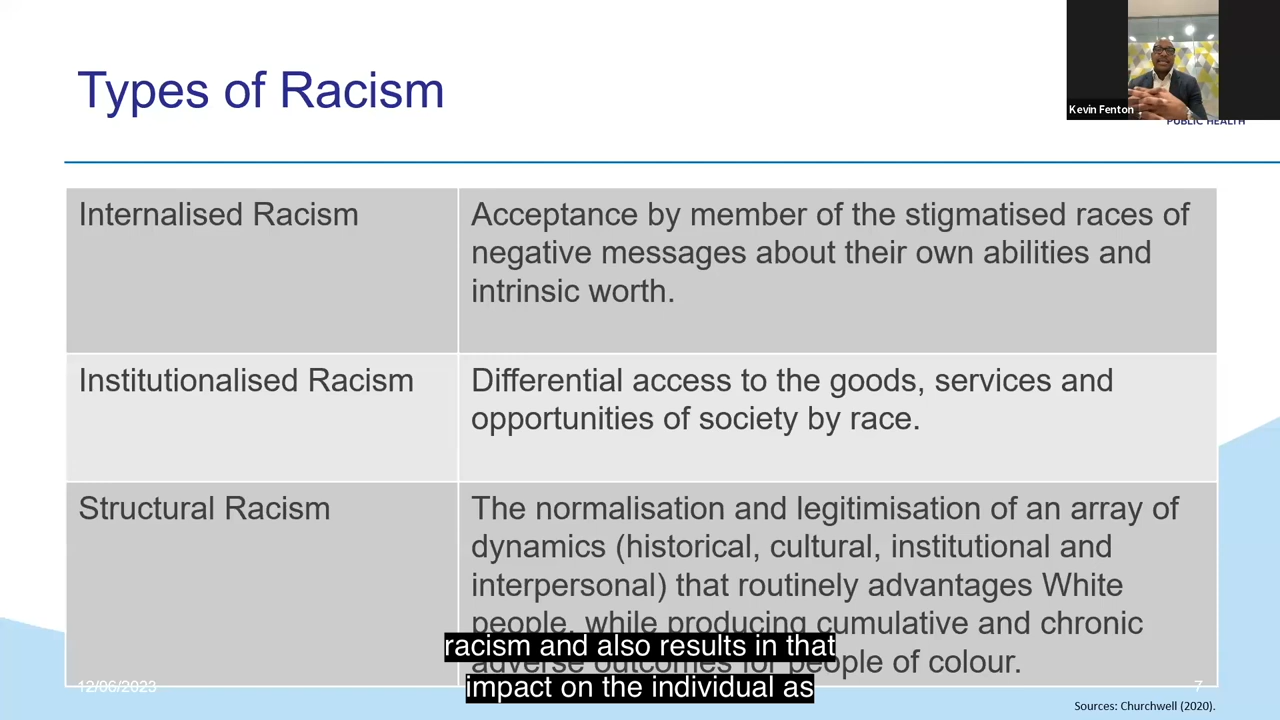 Types of Racism
Kevin Fenton
PUBLIC HEALTH
Internalised Racism
Acceptance by member of the stigmatised races of
negative messages about their own abilities and
intrinsic worth.
Institutionalised Racism
Differential access to the goods, services and
opportunities of society by race.
Structural Racism
The normalisation and legitimisation of an array of
dynamics (historical, cultural, institutional and
interpersonal) that routinely advantages White
people, while producing cumulative and chronic
adverse outcomes for people of colour.
racism and also results in that
impact on the individual as
12/06/2023
7
Sources: Churchwell (2020).